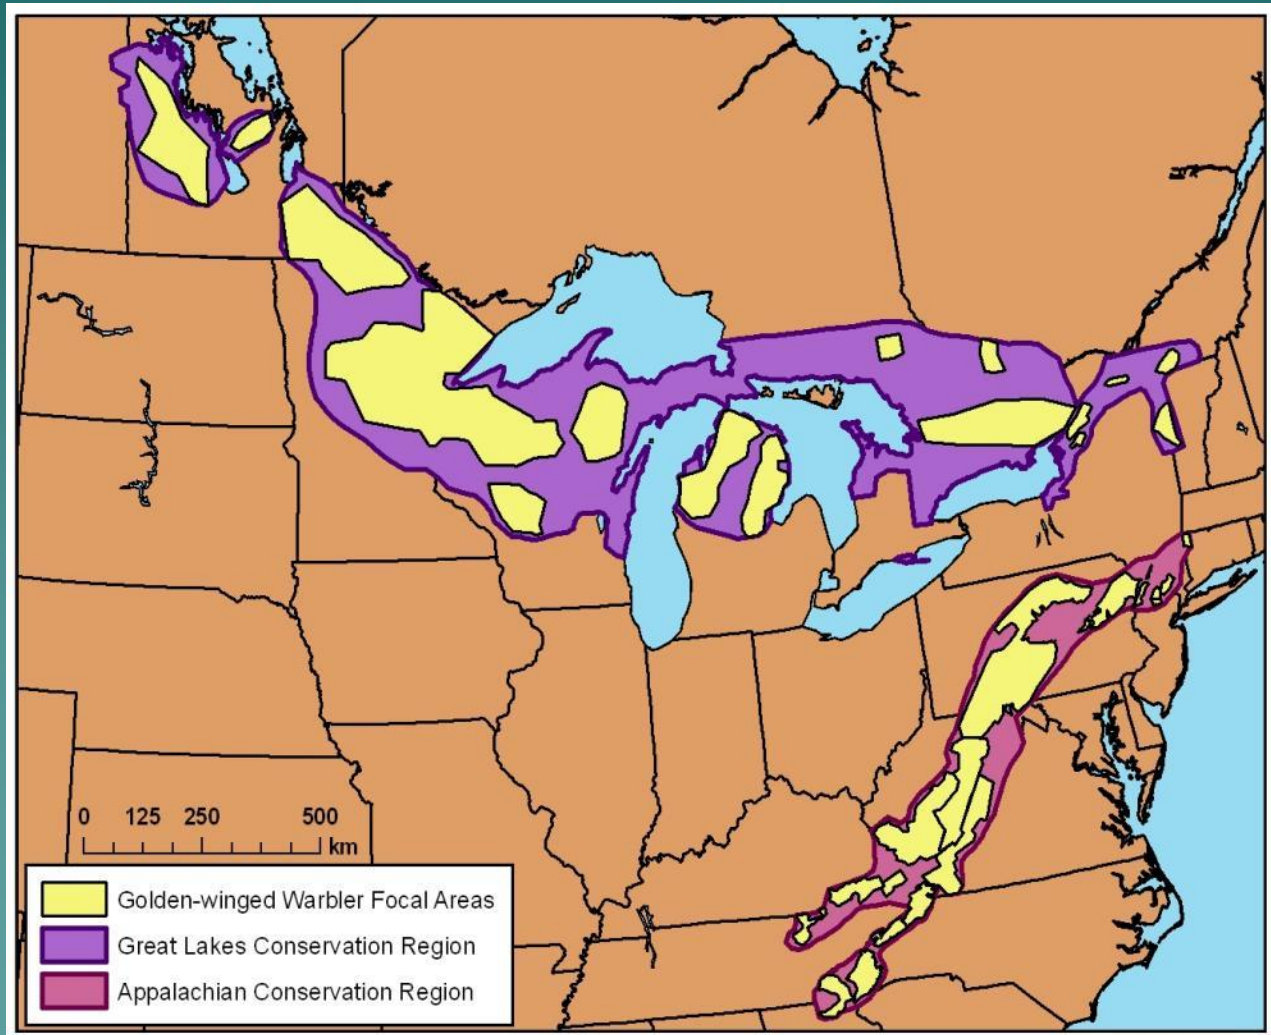 0 125 250 500
km
Golden-winged Warbler Focal Areas
Great Lakes Conservation Region
Appalachian Conservation Region